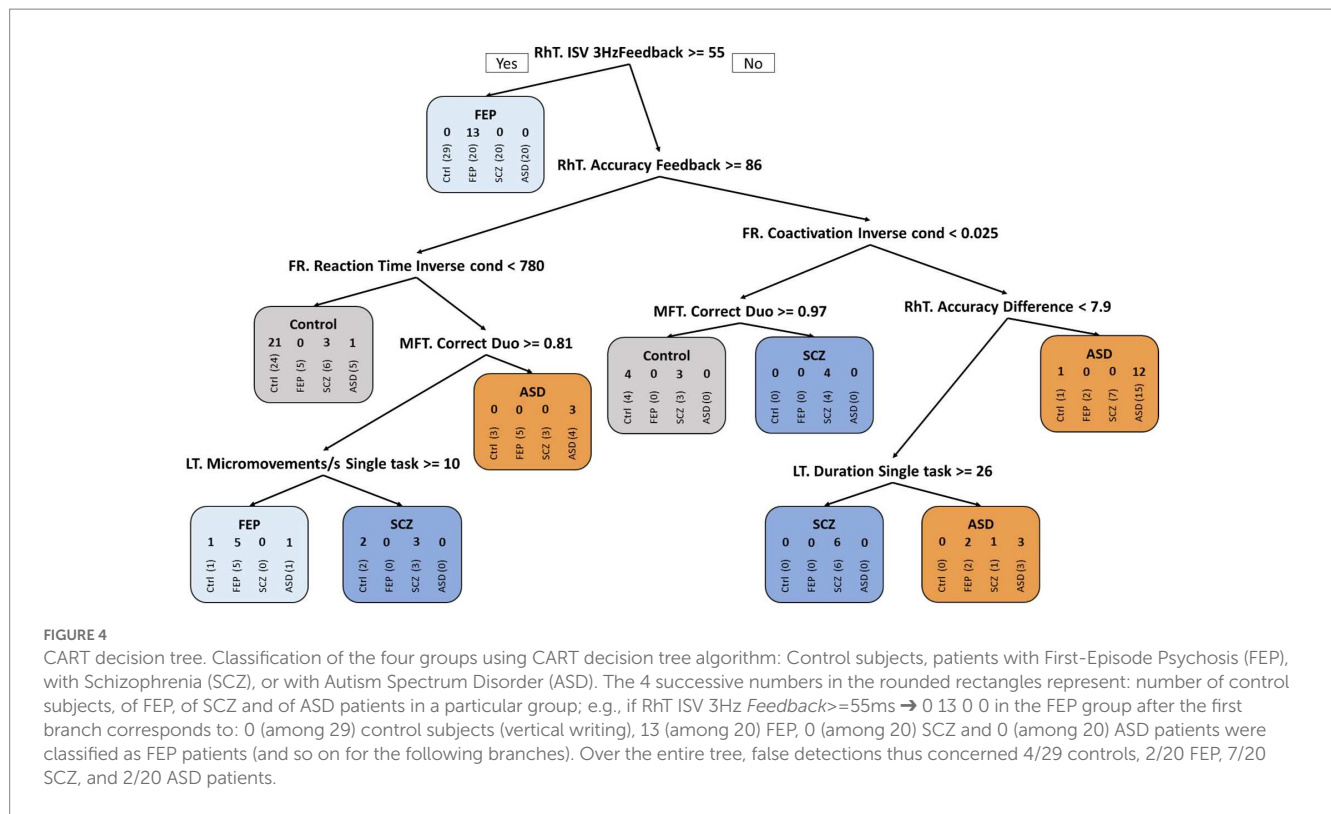 RhT. ISV 3HzFeedback >= 55
Yes
No
FEP
0 13 0 0
Ctrl (29) FEP (20) SCZ (20) ASD (20)
RhT. Accuracy Feedback >= 86
FR. Coactivation Inverse cond < 0.025
FR. Reaction Time Inverse cond < 780
Control
21 0 3 1
Ctrl (24) FEP (5) SCZ (6) ASD (5)
MFT. Correct Duo >= 0.81
MFT. Correct Duo >= 0.97
RhT. Accuracy Difference < 7.9
Control
4 0 3 0
Ctrl (4) FEP (0) SCZ (3) ASD (0)
SCZ
0 0 4 0
Ctrl (0) FEP (0) SCZ (4) ASD (0)
ASD
1 0 0 12
Ctrl (1) FEP (2) SCZ (7) ASD (15)
ASD
0 0 0 3
Ctrl (3) FEP (5) SCZ (3) ASD (4)
LT. Micromovements/s Single task >= 10
LT. Duration Single task >= 26
FEP
1 5 0 1
Ctrl (1) FEP (5) SCZ (0) ASD (1)
SCZ
2 0 3 0
Ctrl (2) FEP (0) SCZ (3) ASD (0)
SCZ
0 0 6 0
Ctrl (0) FEP (0) SCZ (6) ASD (0)
ASD
0 2 1 3
Ctrl (0) FEP (2) SCZ (1) ASD (3)
FIGURE 4
CART decision tree. Classification of the four groups using CART decision tree algorithm: Control subjects, patients with First-Episode Psychosis (FEP),
with Schizophrenia (SCZ), or with Autism Spectrum Disorder (ASD). The 4 successive numbers in the rounded rectangles represent: number of control
subjects, of FEP, of SCZ and of ASD patients in a particular group; e.g., if RhT ISV 3Hz Feedback>=55ms ➔ 0 13 0 0 in the FEP group after the first
branch corresponds to: 0 (among 29) control subjects (vertical writing), 13 (among 20) FEP, 0 (among 20) SCZ and 0 (among 20) ASD patients were
classified as FEP patients (and so on for the following branches). Over the entire tree, false detections thus concerned 4/29 controls, 2/20 FEP, 7/20
SCZ, and 2/20 ASD patients.